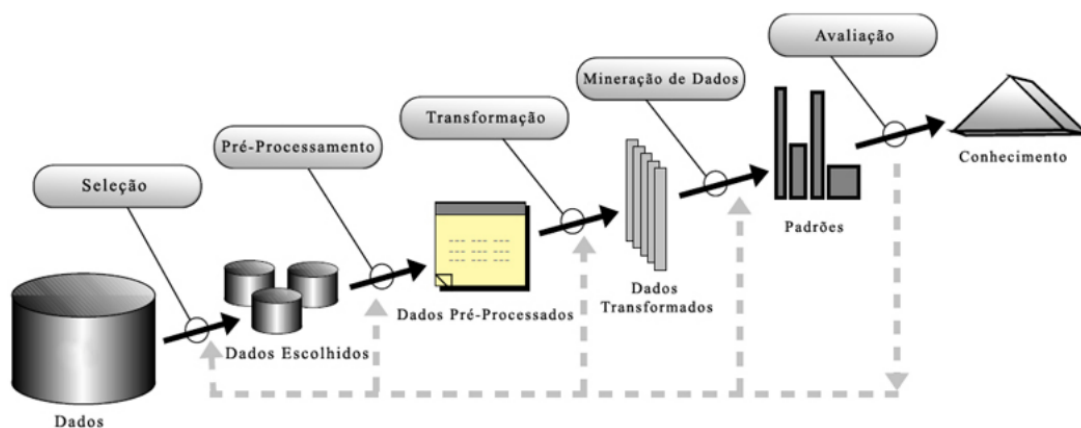 Avaliação
Mineração de Dados
Transformação
Pré-Processamento
Seleção
Conhecimento
Padrões
Dados
Transformados
Dados Pré-Processados
Dados Escolhidos
Dados